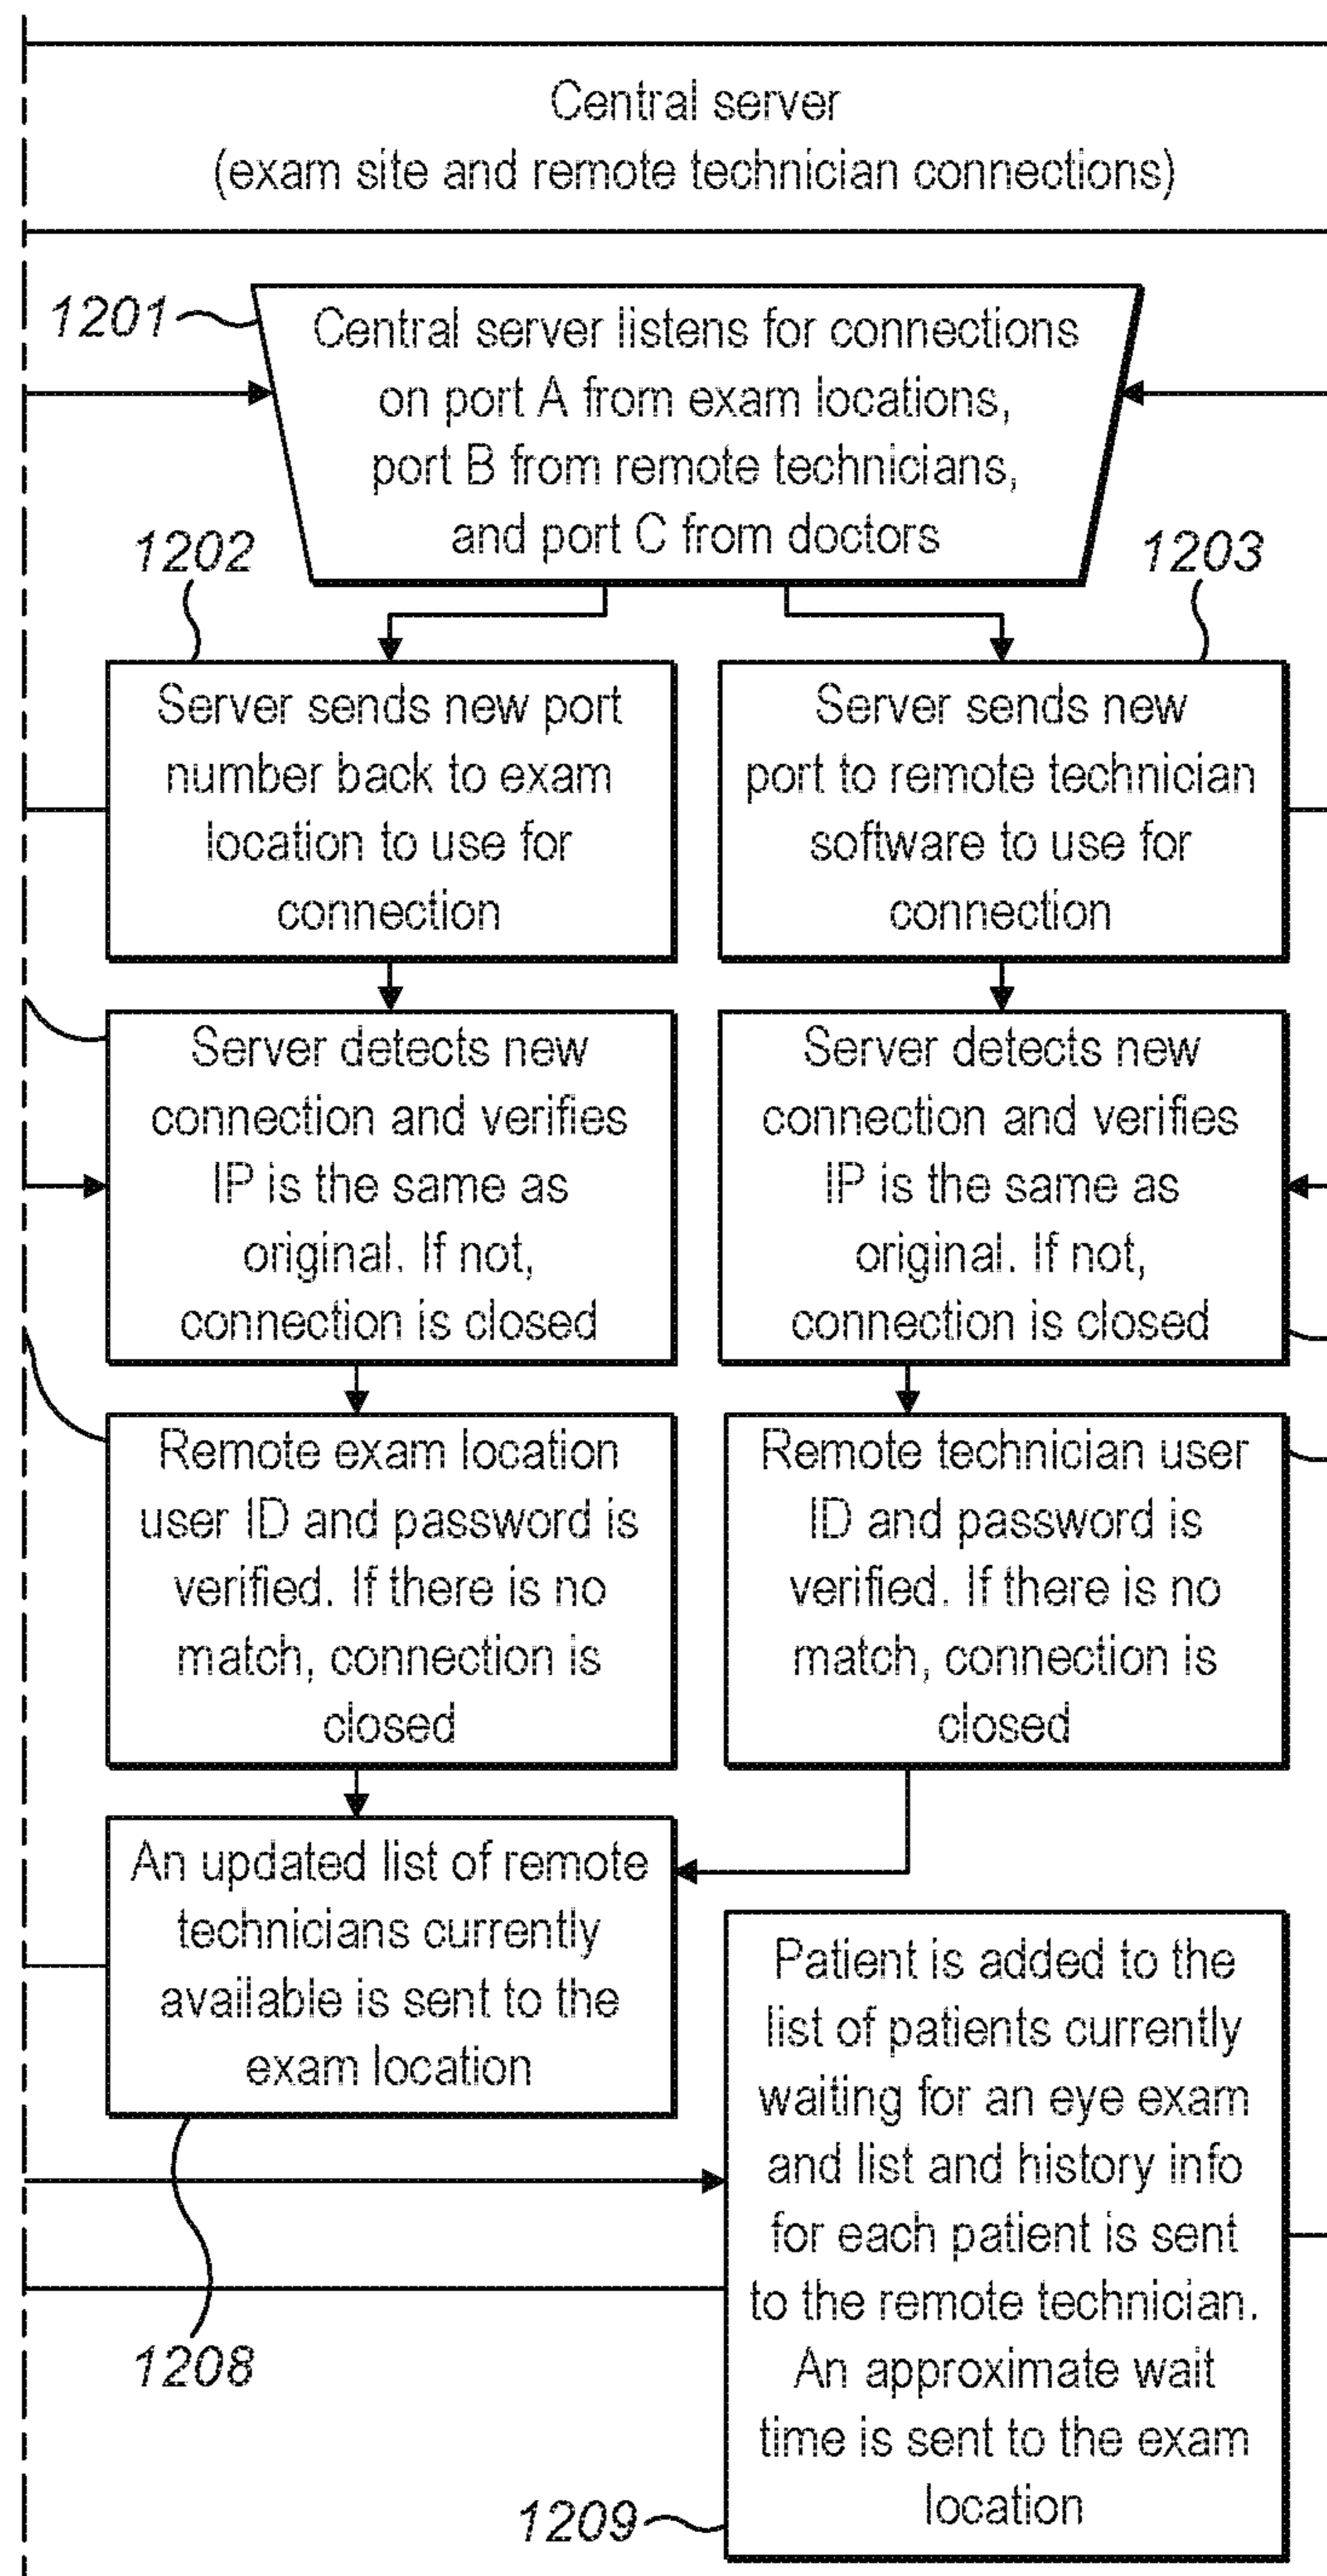 Central server
(exam site and remote technician connections)
1201
Central server listens for connections
on port A from exam locations,
port B from remote technicians,
and port C from doctors
1202
1203
Server sends new port
number back to exam
location to use for
connection
Server sends new
port to remote technician
software to use for
connection
Server detects new
connection and verifies
IP is the same as
original. If not,
connection is closed
Server detects new
connection and verifies
IP is the same as
original. If not,
connection is closed
Remote exam location
user ID and password is
verified. If there is no
match, connection is
closed
Remote technician user
ID and password is
verified. If there is no
match, connection is
closed
An updated list of remote
technicians currently
available is sent to the
exam location
1208
Patient is added to the
list of patients currently
waiting for an eye exam
and list and history info
for each patient is sent
to the remote technician.
An approximate wait
time is sent to the exam
location
1209